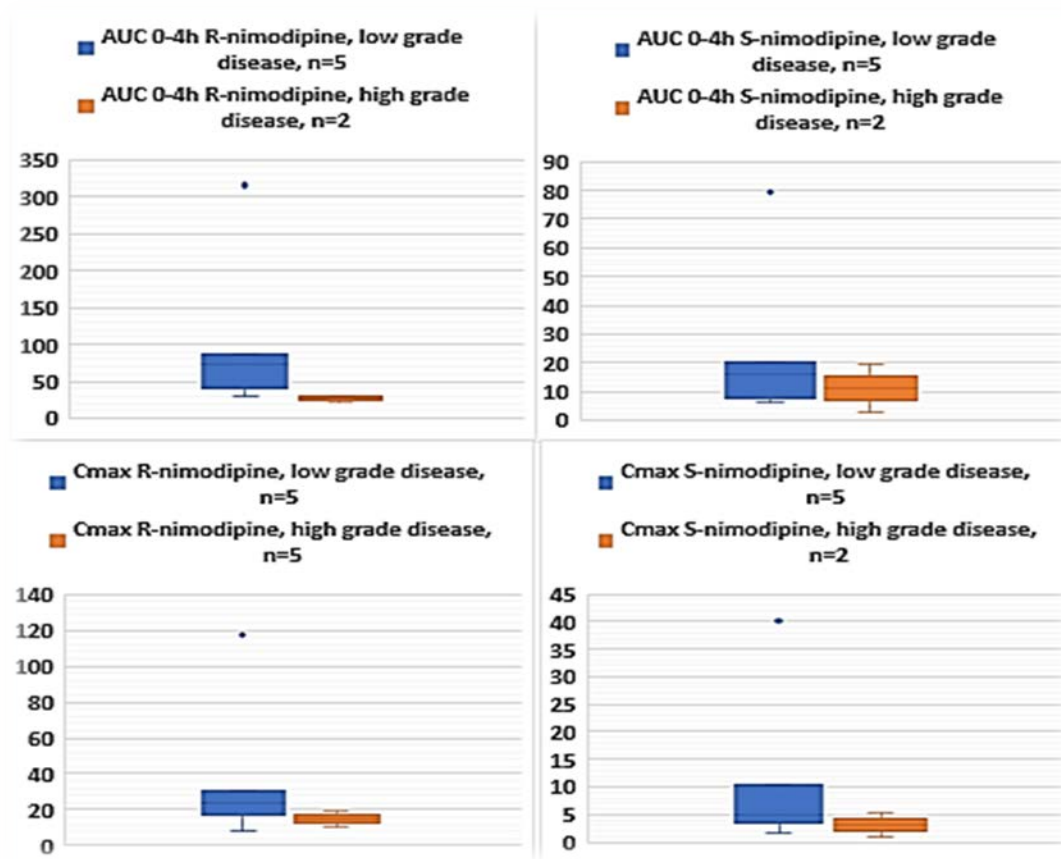 AUC 0-4h R-nimodipine, low grade
disease, n=5
AUC 0-4h R-nimodipine, high grade
disease, n=2
350
300
250
200
150
100
50
0
AUC 0-4h S-nimodipine, low grade
disease, n=5
AUC 0-4h S-nimodipine, high grade
disease, n=2
90
80
70
60
50
40
30
20
10
0
Cmax R-nimodipine, low grade disease,
n=5
Cmax R-nimodipine, high grade disease,
n=5
140
120
100
80
60
40
20
0
Cmax S-nimodipine, low grade disease,
n=5
Cmax S-nimodipine, high grade disease,
n=2
45
40
35
30
25
20
15
10
5
0